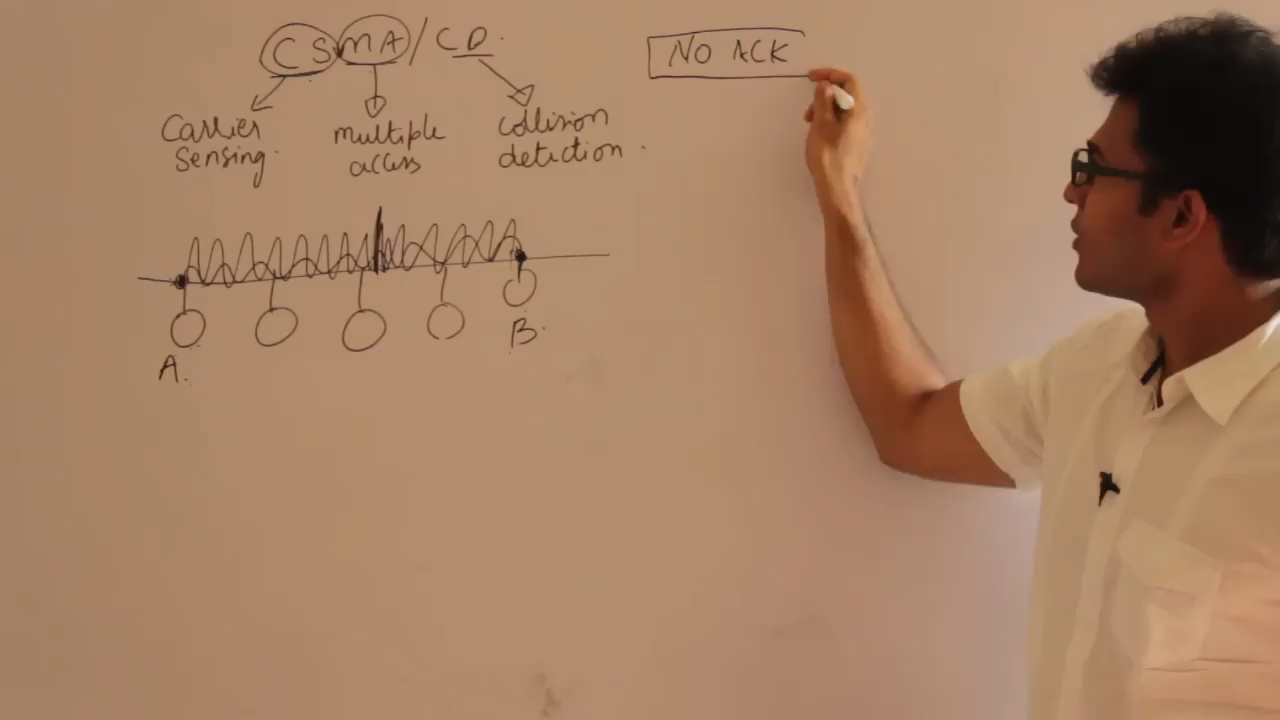 CSMA/CD.
NO ACK
Carrier sensing.
multiple access
collision detection.
A.
B.